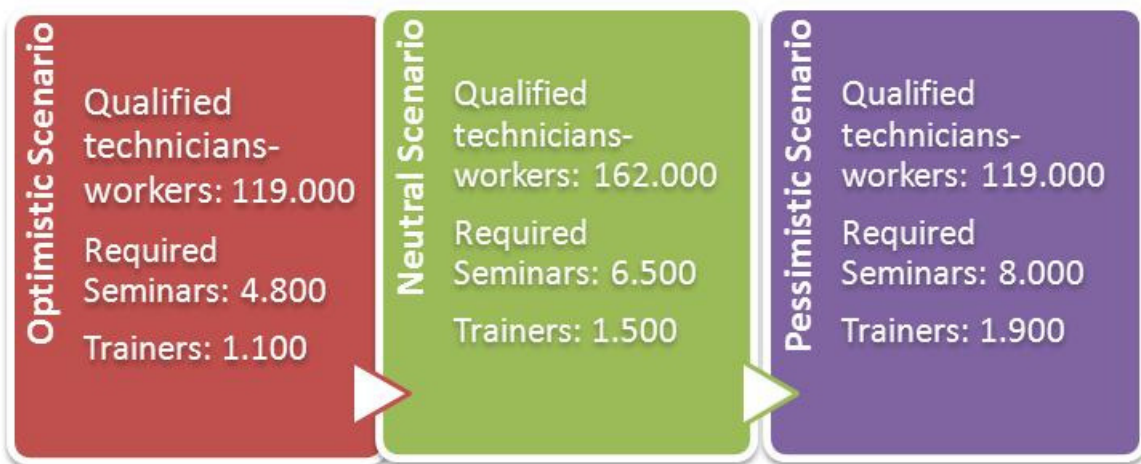 Optimistic Scenario
Qualified
technicians-
workers: 119.000
Required
Seminars: 4.800
Trainers: 1.100
Neutral Scenario
Qualified
technicians-
workers: 162.000
Required
Seminars: 6.500
Trainers: 1.500
Pessimistic Scenario
Qualified
technicians-
workers: 119.000
Required
Seminars: 8.000
Trainers: 1.900